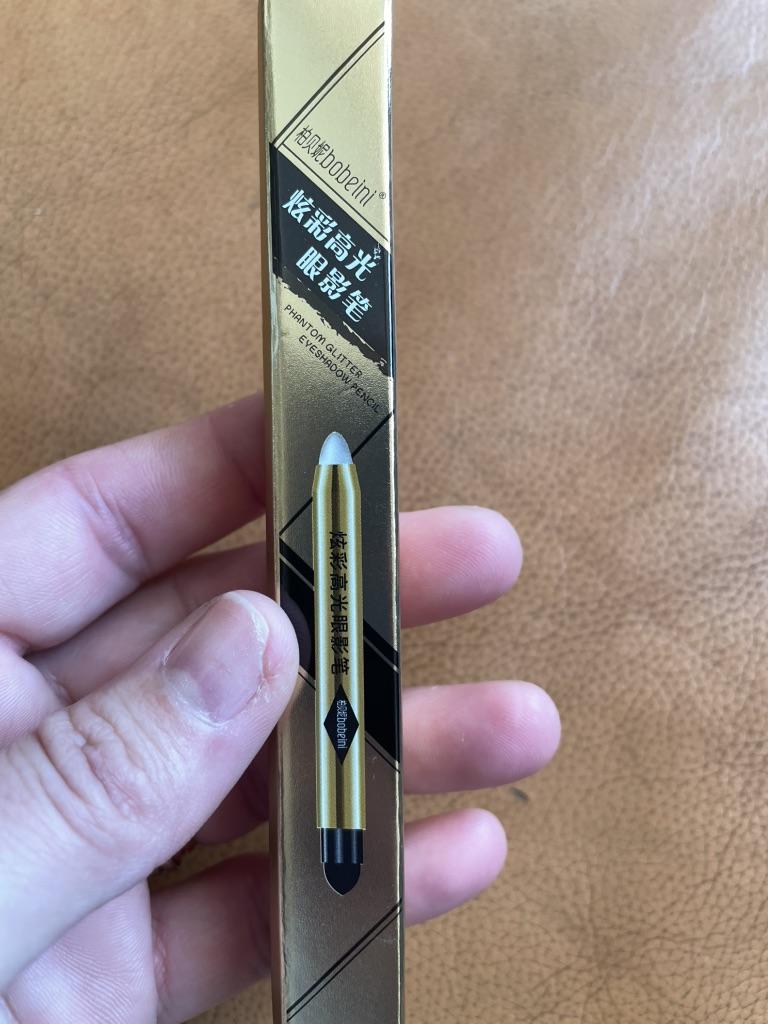 柏贝妮bobeini®
炫彩高光
眼影笔
PHANTOM GLITTER
EYESHADOW PENCIL
炫彩高光眼影笔
柏贝妮bobeini